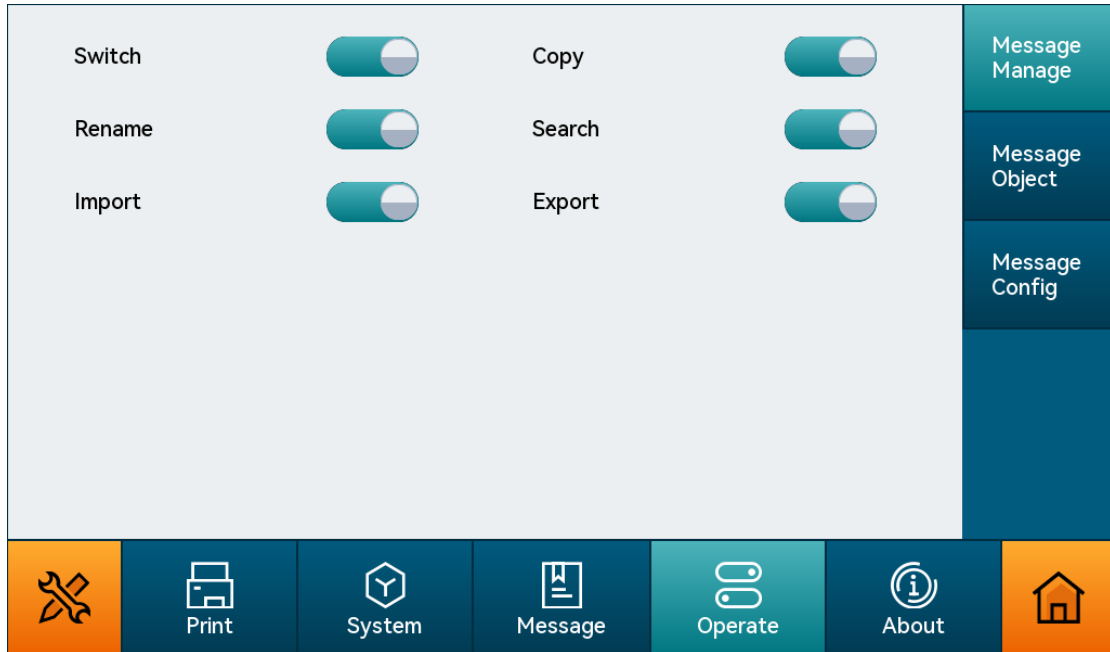 Switch
Copy
Message
Manage
Rename
Search
Message
Object
Import
Export
Message
Config
Print
System
Message
Operate
About